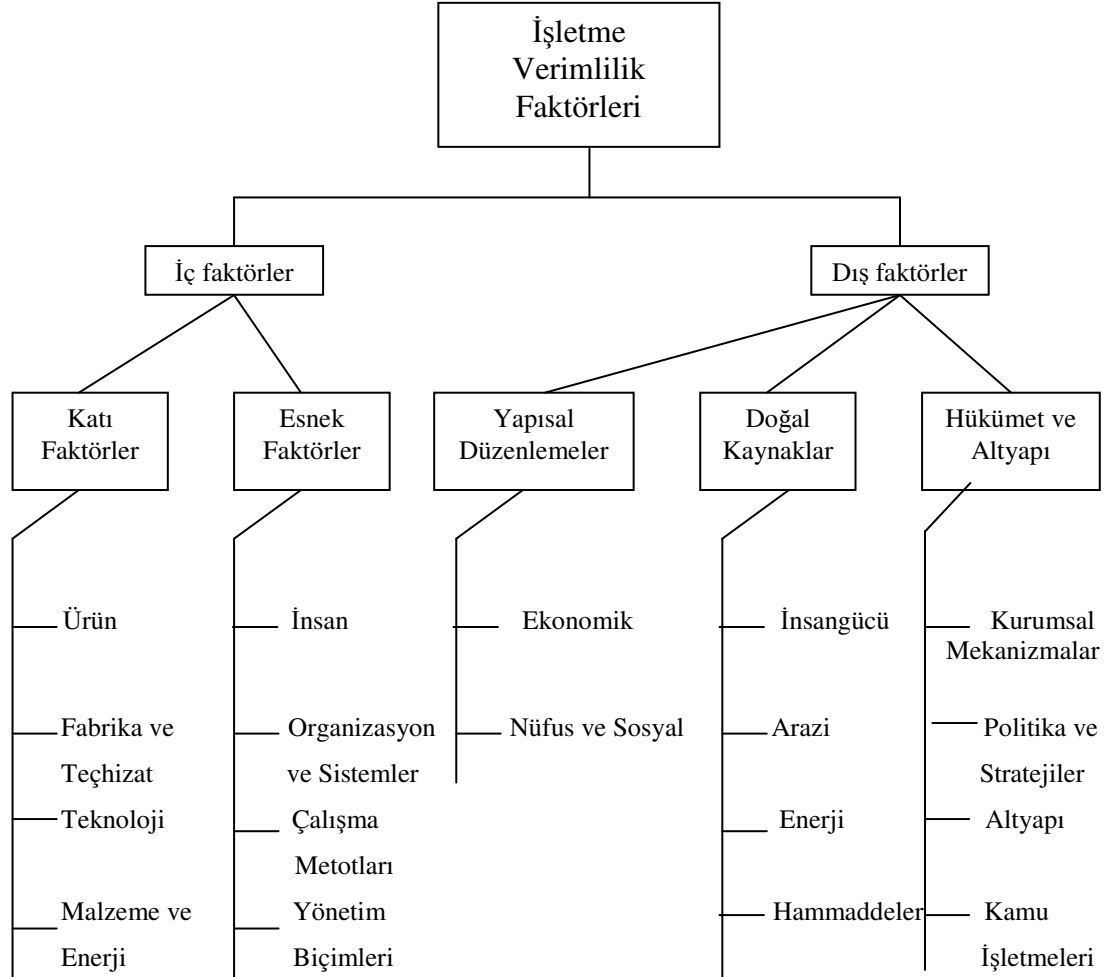 İşletme
Verimlilik
Faktörleri
İç faktörler
Dış faktörler
Katı
Faktörler
Esnek
Faktörler
Yapısal
Düzenlemeler
Doğal
Kaynaklar
Hükümet ve
Altyapı
Ürün
Fabrika ve
Teçhizat
Teknoloji
Malzeme ve
Enerji
İnsan
Organizasyon
ve Sistemler
Çalışma
Metotları
Yönetim
Biçimleri
Ekonomik
Nüfus ve Sosyal
İnsangücü
Arazi
Enerji
Hammaddeler
Kurumsal
Mekanizmalar
Politika ve
Stratejiler
Altyapı
Kamu
İşletmeleri